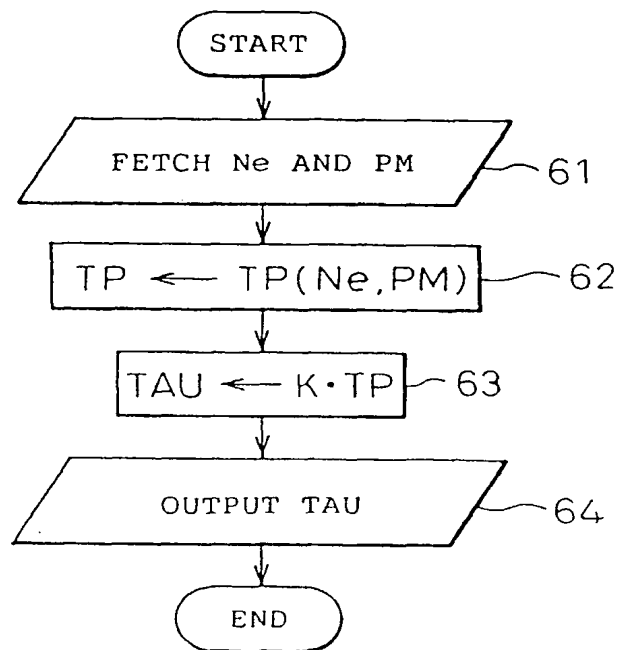 START
FETCH Ne AND PM
61
TP ← TP(Ne,PM)
62
TAU ← K·TP
63
OUTPUT TAU
64
END